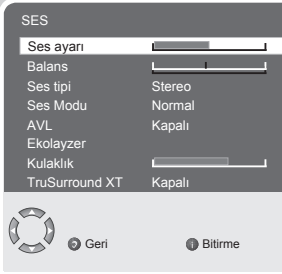 SES
Ses ayarı
Balans
Ses tipi Stereo
Ses Modu Normal
AVL Kapalı
Ekolayzer
Kulaklık
TruSurround XT Kapalı
Geri Bitirme